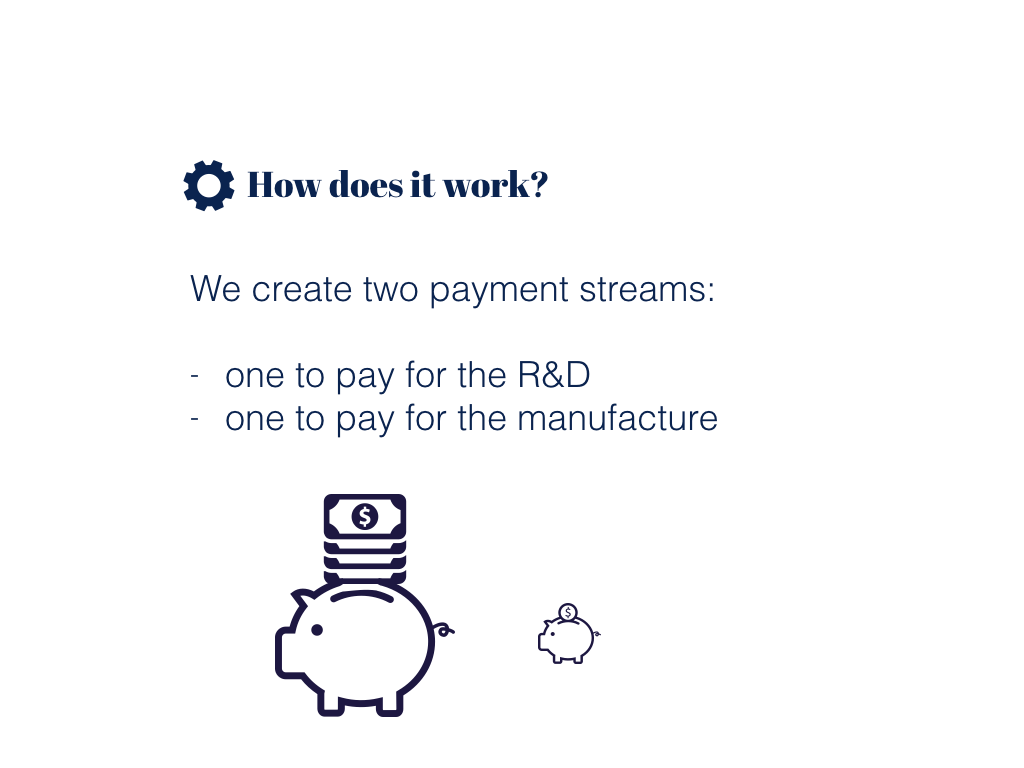 How does it work?
We create two payment streams:
- one to pay for the R&D
- one to pay for the manufacture
$
$